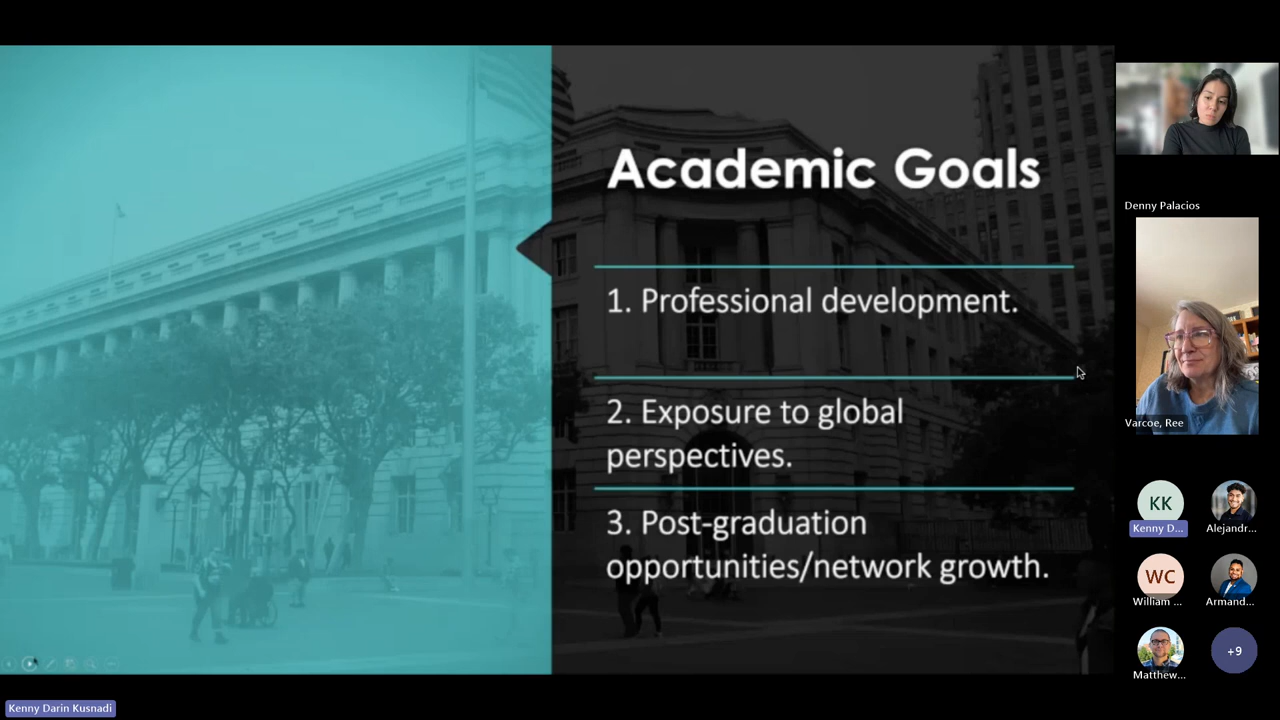 Academic Goals
1. Professional development.
2. Exposure to global
perspectives.
3. Post-graduation
opportunities/network growth.
Denny Palacios
Varcoe, Ree
KK
Kenny D...
Alejandr...
WC
William ...
Armand...
Matthew...
+9
Kenny Darin Kusnadi